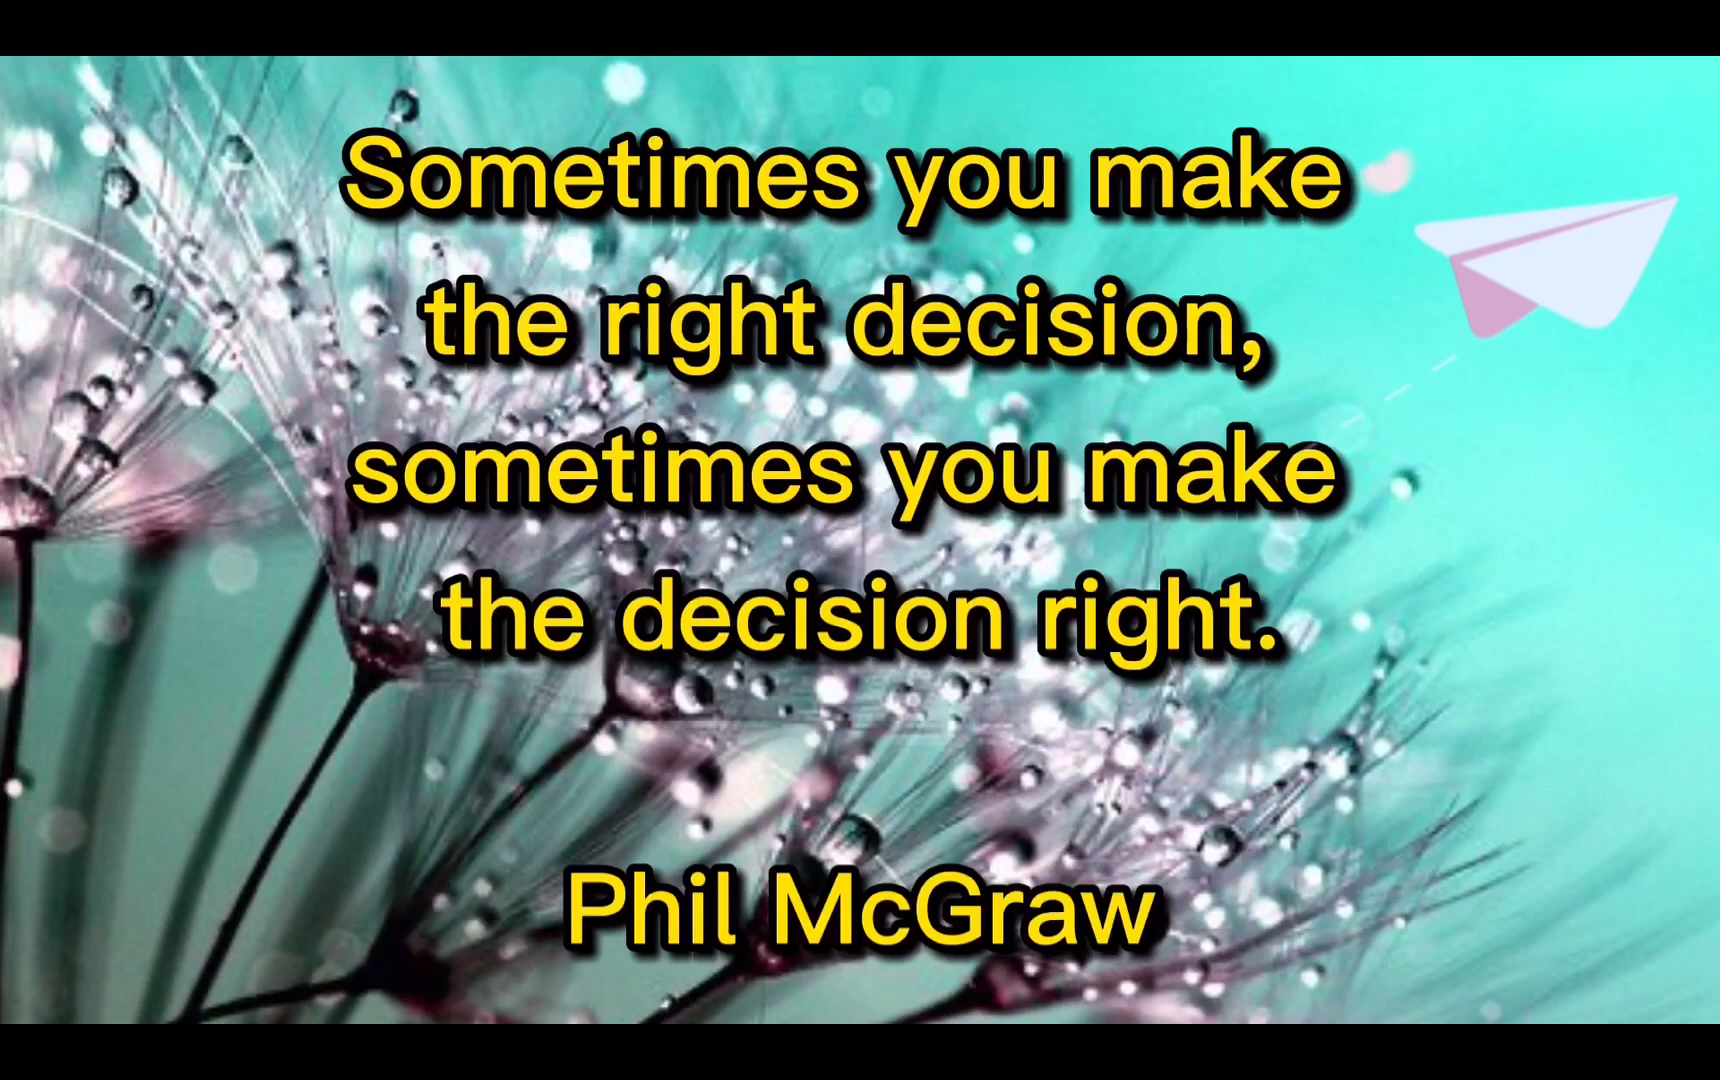 Sometimes you make
the right decision,
sometimes you make
the decision right.
Phil McGraw